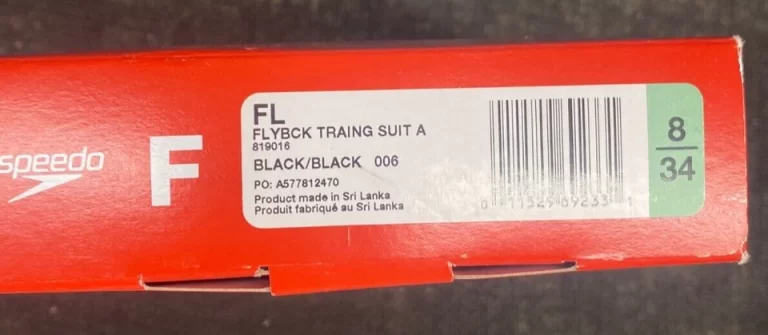 speedo
F
FL
FLYBCK TRAING SUIT A
819016
BLACK/BLACK 006
PO: A577812470
Product made in Sri Lanka
Produit fabriqué au Sri Lanka
8
34